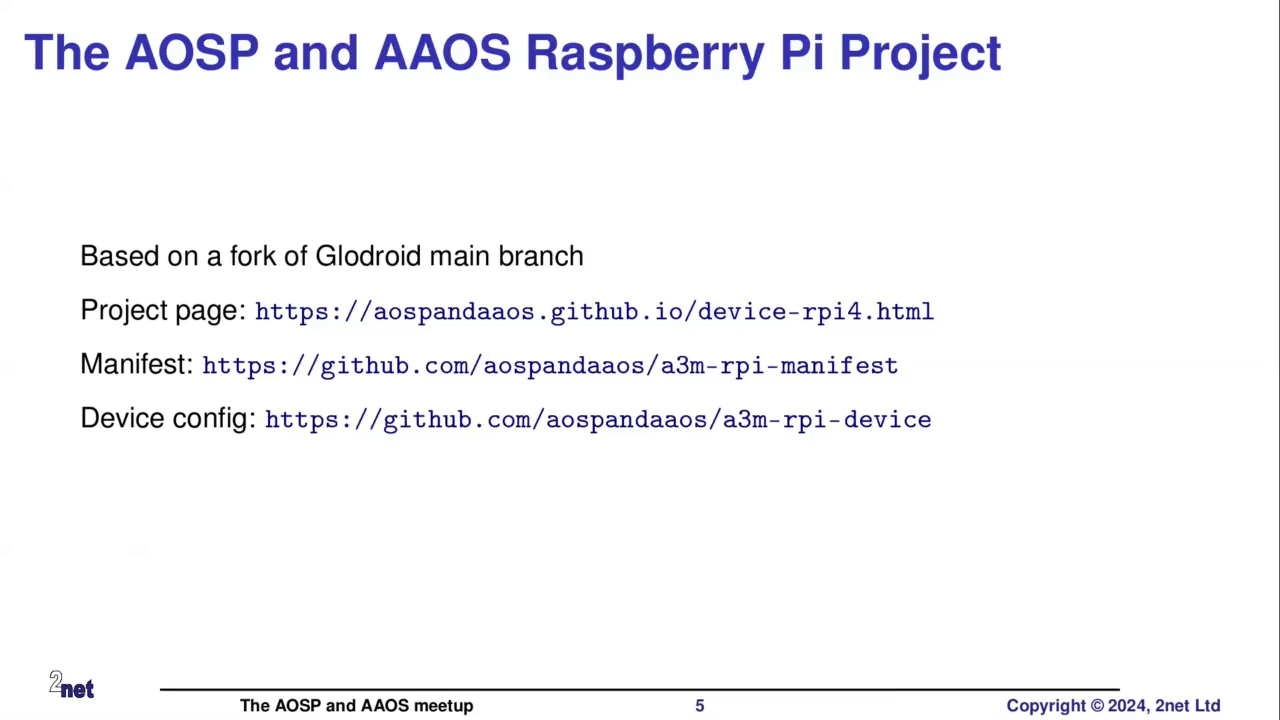 The AOSP and AAOS Raspberry Pi Project
Based on a fork of Glodroid main branch
Project page: https://aospandaaos.github.io/device-rpi4.html
Manifest: https://github.com/aospandaaos/a3m-rpi-manifest
Device config: https://github.com/aospandaaos/a3m-rpi-device
2net
The AOSP and AAOS meetup 5 Copyright © 2024, 2net Ltd